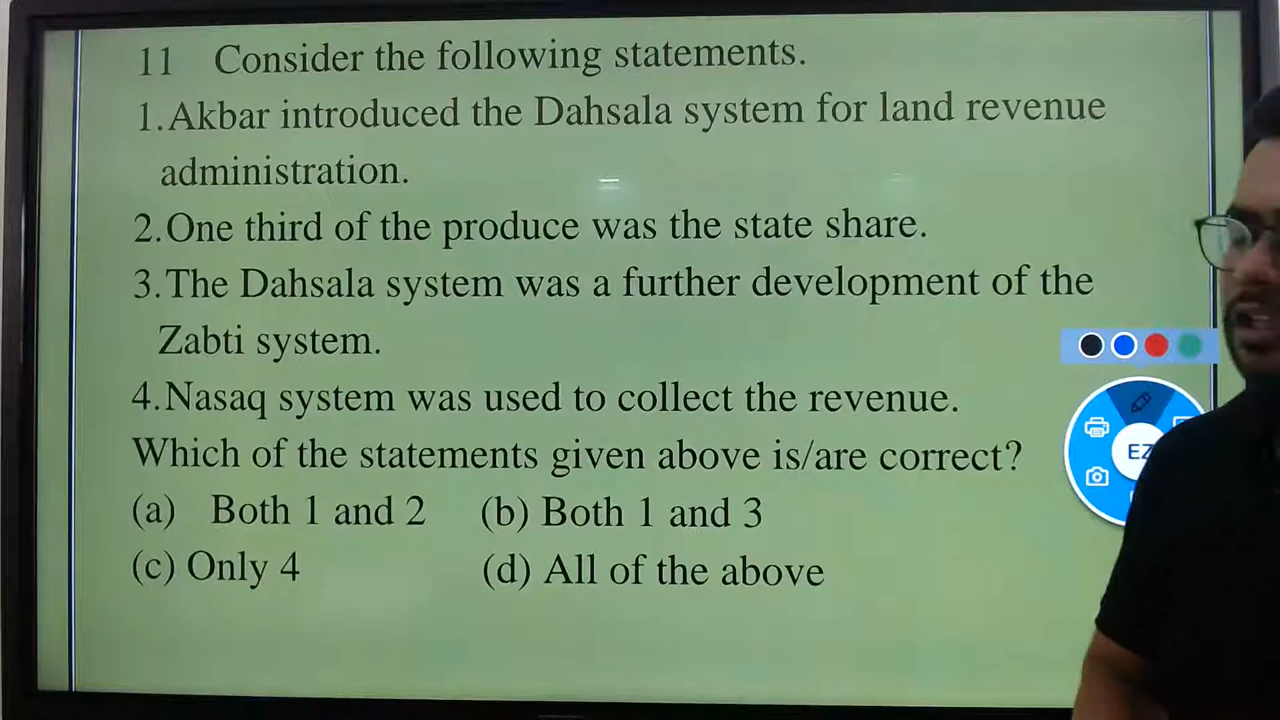 11 Consider the following statements.
1.Akbar introduced the Dahsala system for land revenue
administration.
2.One third of the produce was the state share.
3.The Dahsala system was a further development of the
Zabti system.
4.Nasaq system was used to collect the revenue.
Which of the statements given above is/are correct?
(a) Both 1 and 2 (b) Both 1 and 3
(c) Only 4 (d) All of the above
EZ